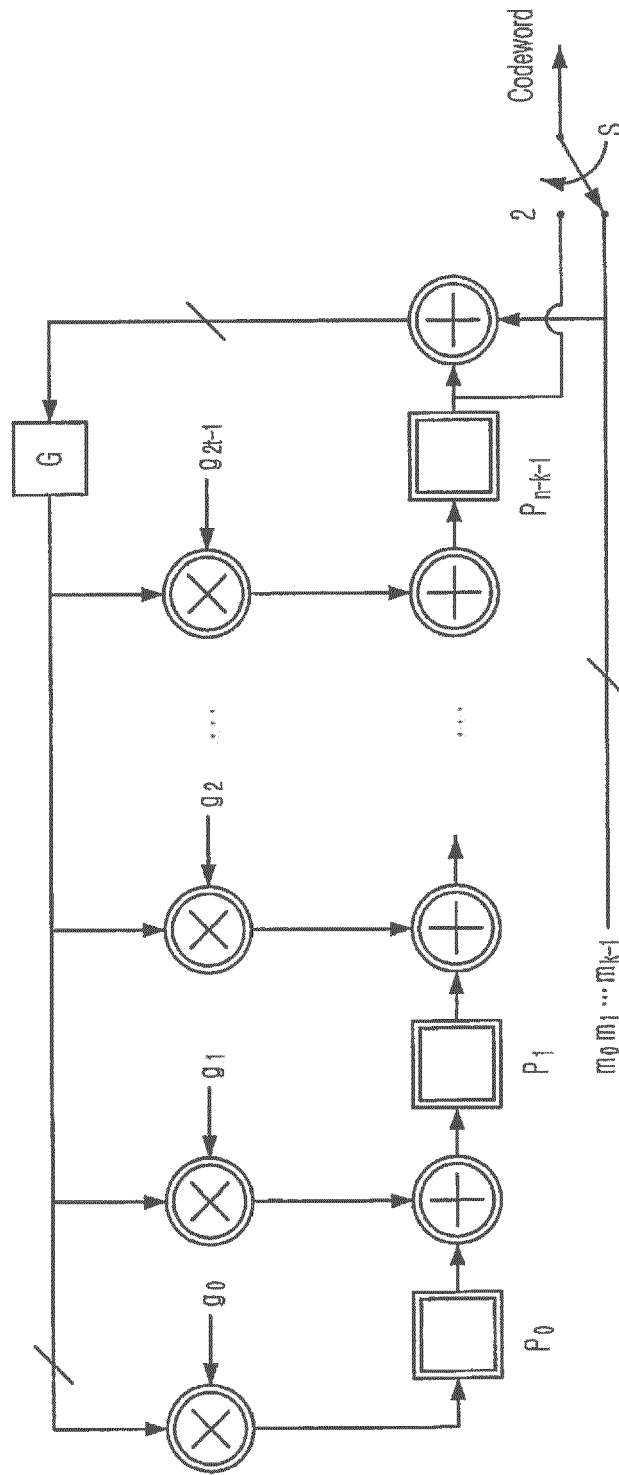 G
g₀
g₁
g₂
...
g₂ₜ₋₁
P₀
P₁
...
Pₙ₋ₖ₋₁
2
S
Codeword
m₀ m₁ ... mₖ₋₁